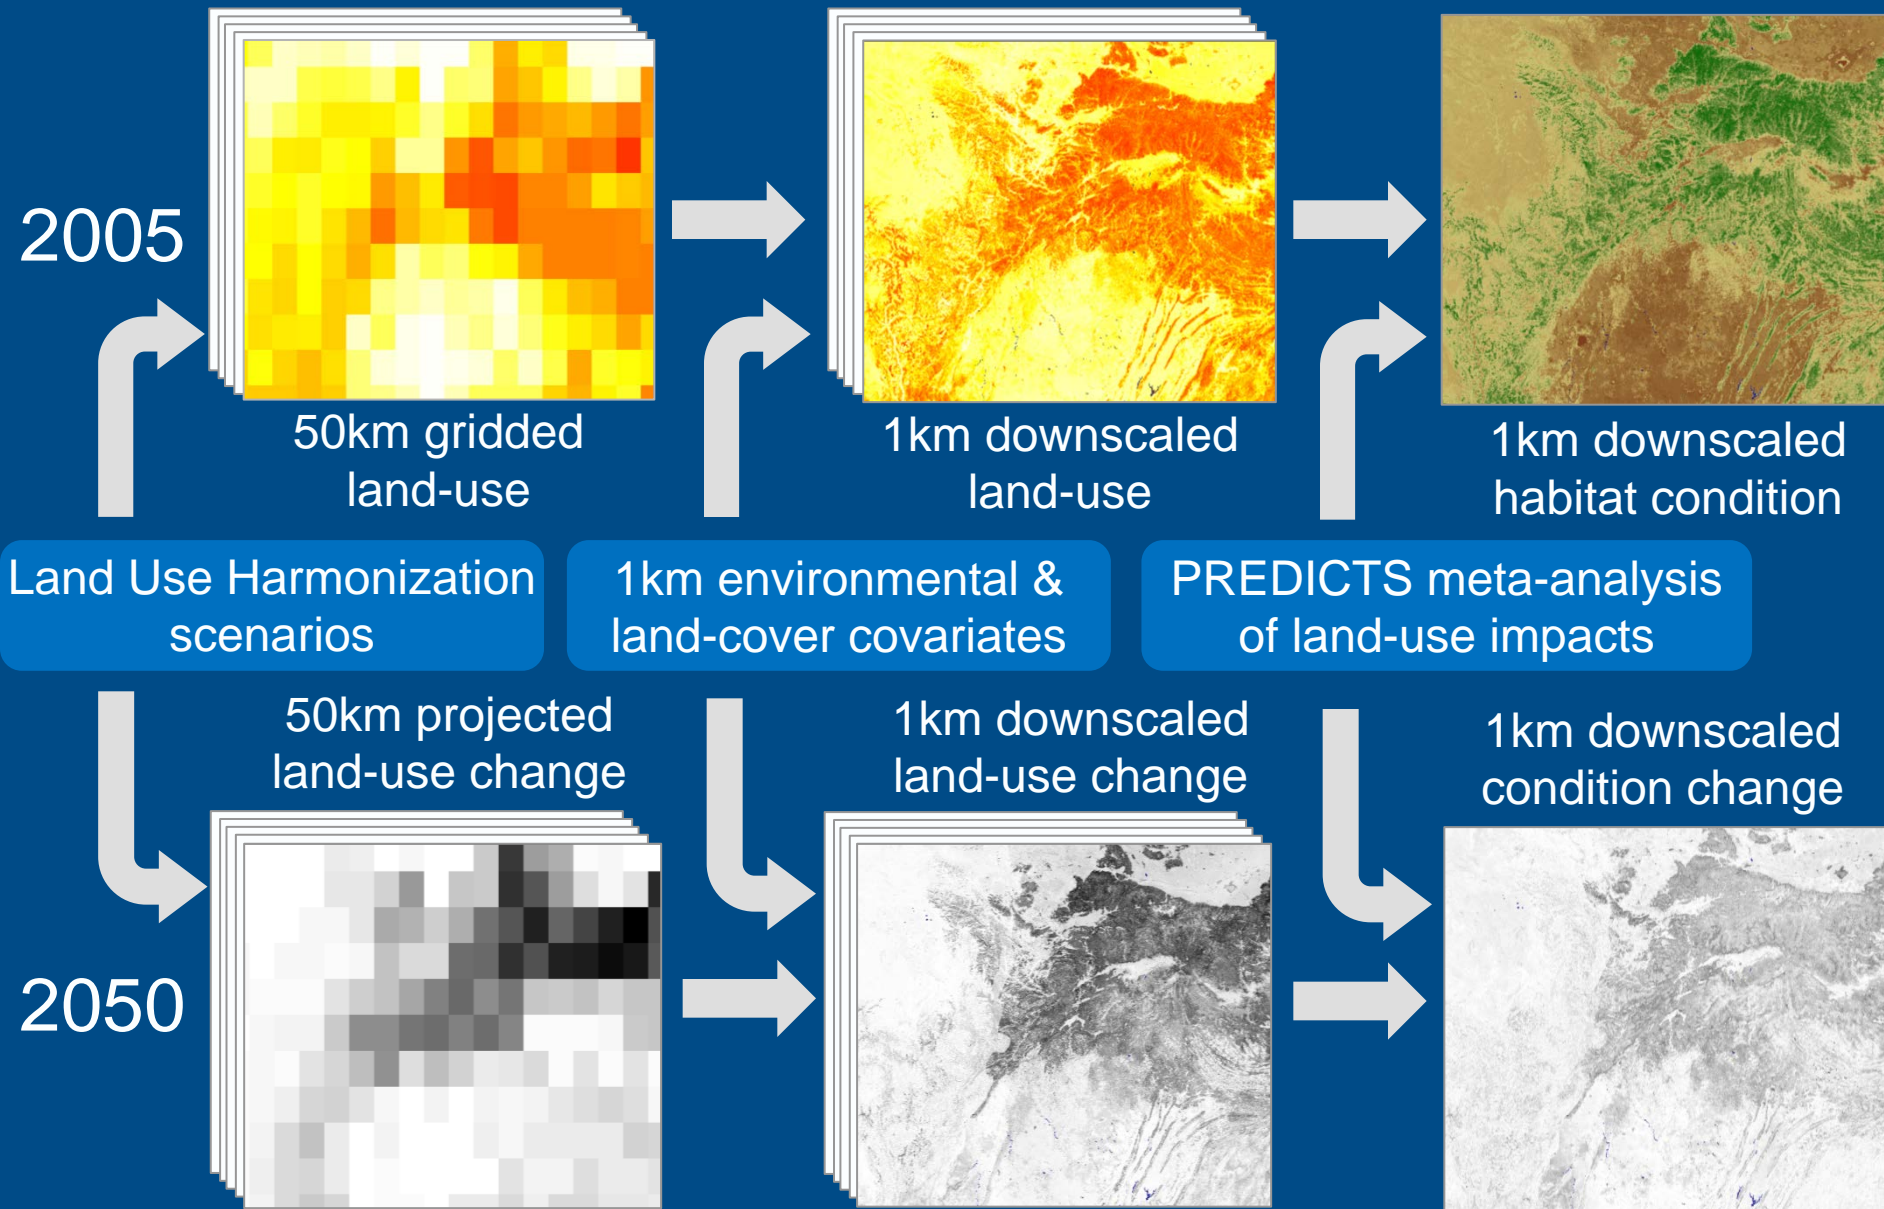 2005
50km gridded
land-use
1km downscaled
land-use
1km downscaled
habitat condition
Land Use Harmonization
scenarios
1km environmental &
land-cover covariates
PREDICTS meta-analysis
of land-use impacts
50km projected
land-use change
1km downscaled
land-use change
1km downscaled
condition change
2050